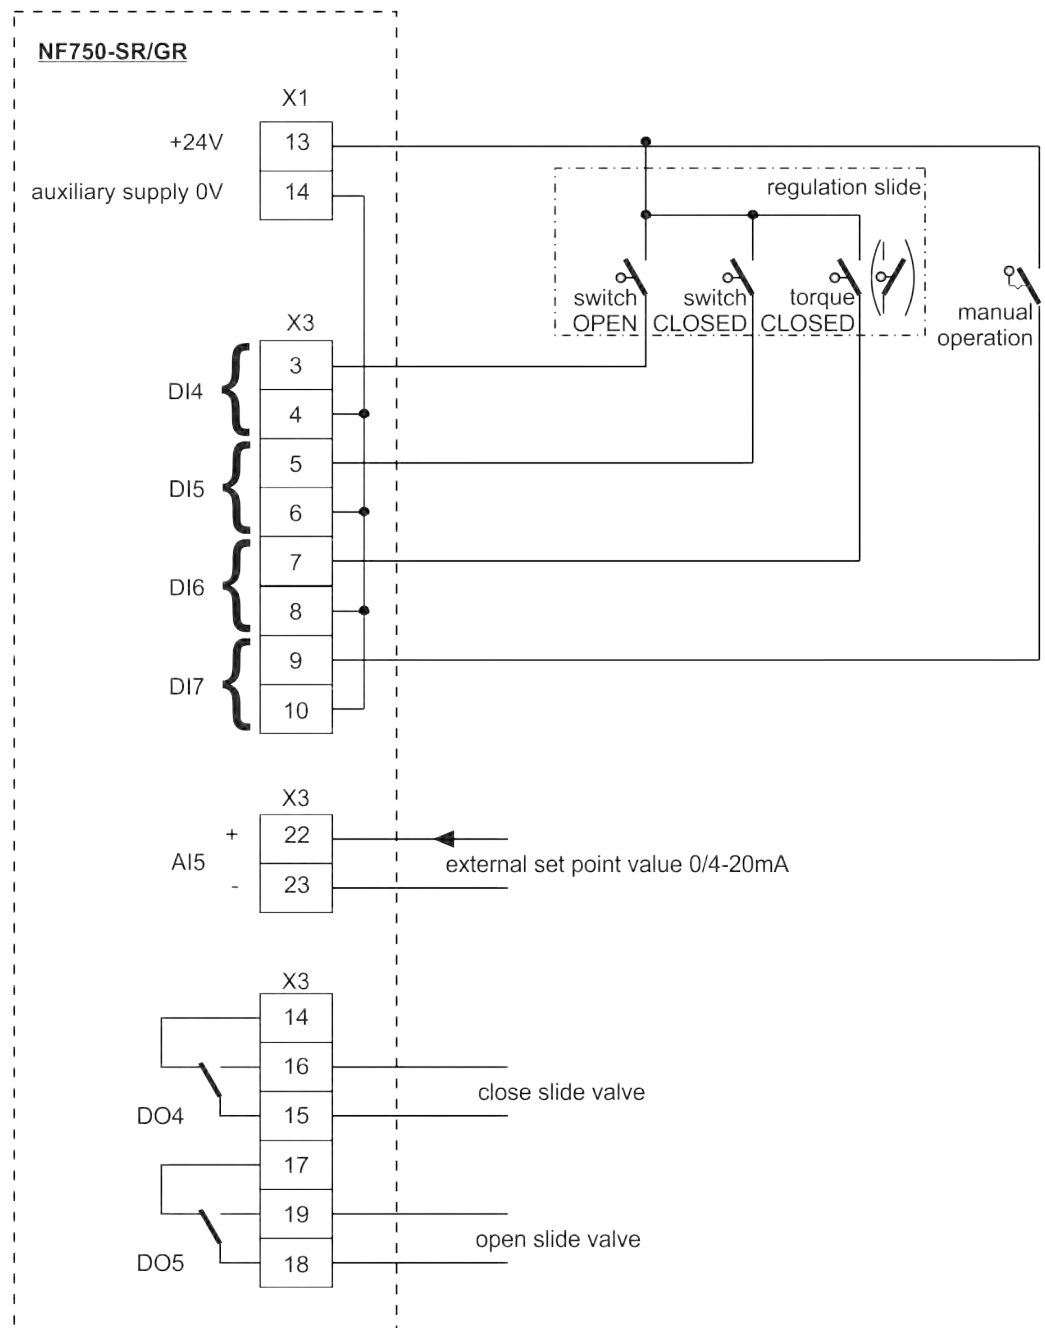 NF750-SR/GR
X1
+24V 13
auxiliary supply 0V 14
regulation slide
switch OPEN
switch CLOSED
torque CLOSED
manual operation
X3
DI4
3
4
DI5
5
6
DI6
7
8
DI7
9
10
X3
AI5
+ 22
- 23
external set point value 0/4-20mA
X3
14
16
15
DO4
close slide valve
17
19
18
DO5
open slide valve